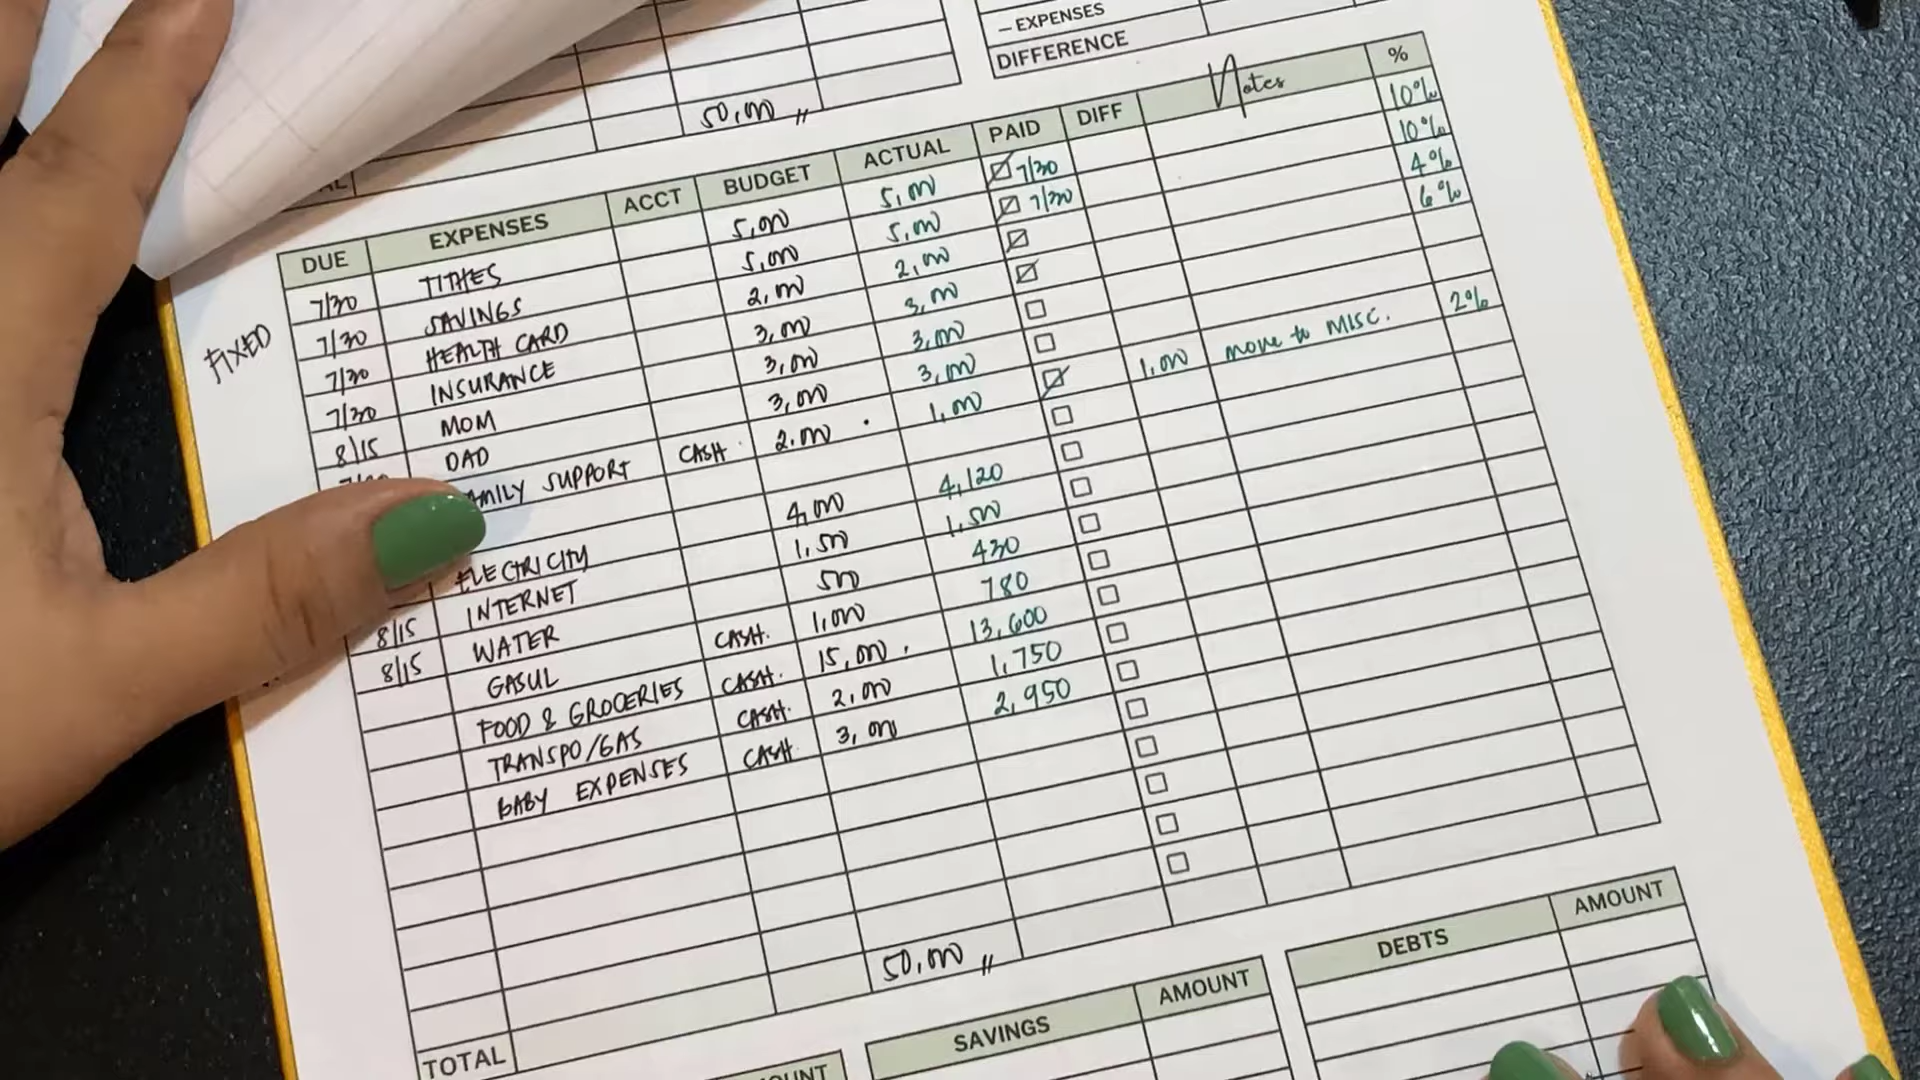 – EXPENSES
DIFFERENCE
50,000 //
DUE EXPENSES ACCT BUDGET ACTUAL PAID DIFF Notes %
FIXED
7/30 TITHES 5,000 5,000 7/30 10%
7/30 SAVINGS 5,000 5,000 7/30 10%
7/30 HEALTH CARD 2,000 2,000 4%
7/30 INSURANCE 3,000 3,000 6%
8/15 MOM 3,000 3,000
DAD 3,000 3,000
AMILY SUPPORT CASH 2.000 1,000 1,000 move to MISC. 2%
ELECTRICITY 4,000 4,120
8/15 INTERNET 1,500 1,500
8/15 WATER 500 430
GASUL CASH. 1,000 780
FOOD & GROCERIES CASH. 15,000 13,600
TRANSPO/GAS CASH. 2,000 1,750
BABY EXPENSES CASH. 3,000 2,950
TOTAL 50,000 //
SAVINGS AMOUNT
DEBTS AMOUNT